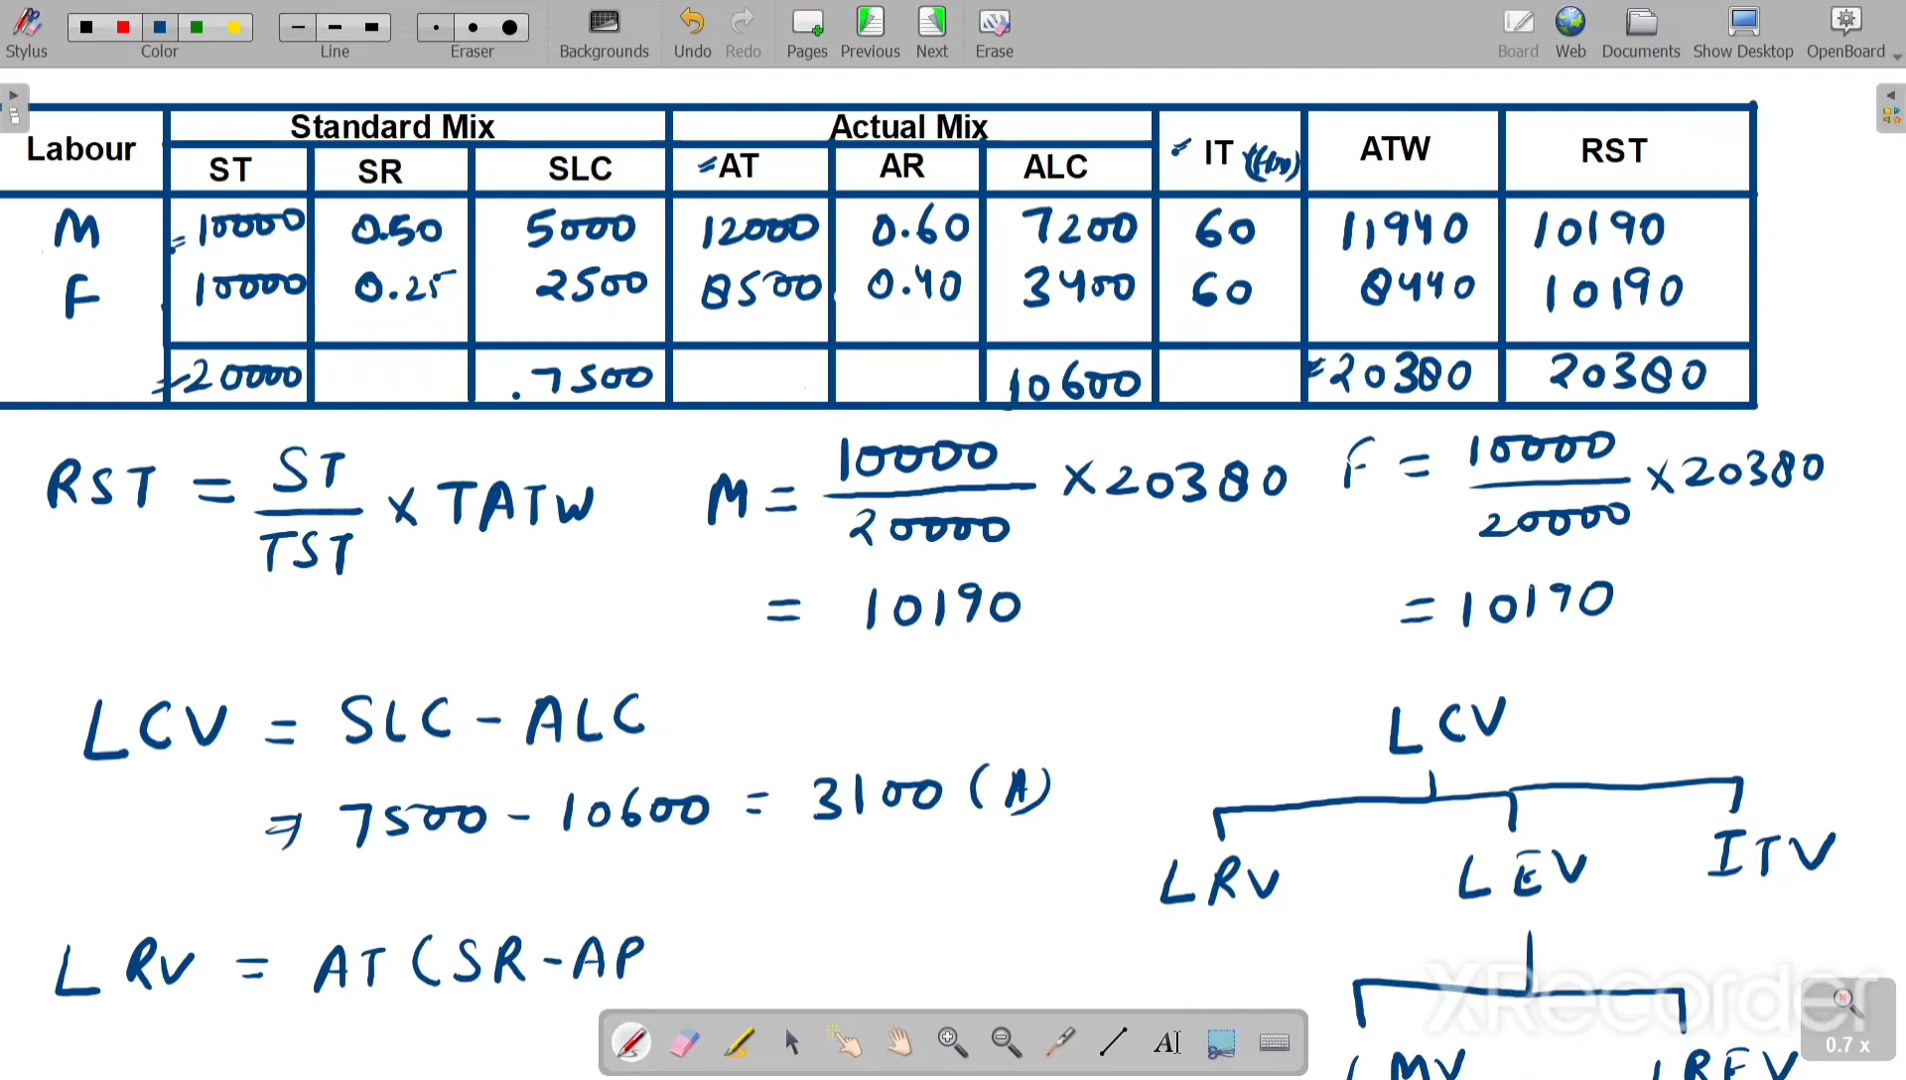 Stylus Color Line Eraser Backgrounds Undo Redo Pages Previous Next Erase Board Web Documents Show Desktop OpenBoard
Labour Standard Mix Actual Mix IT ATW RST
ST SR SLC AT AR ALC
M 10000 0.50 5000 12000 0.60 7200 60 11940 10190
F 10000 0.25 2500 8500 0.40 3400 60 8440 10190
20000 7500 10600 20380 20380
RST = ST/TST × TATW
M = 10000/20000 × 20380
= 10190
F = 10000/20000 × 20380
= 10190
LCV = SLC - ALC
⇒ 7500 - 10600 = 3100 (A)
LRV = AT (SR - AP
LCV
LRV LEV ITV
LMV LREV
XRecorder
0.7 x